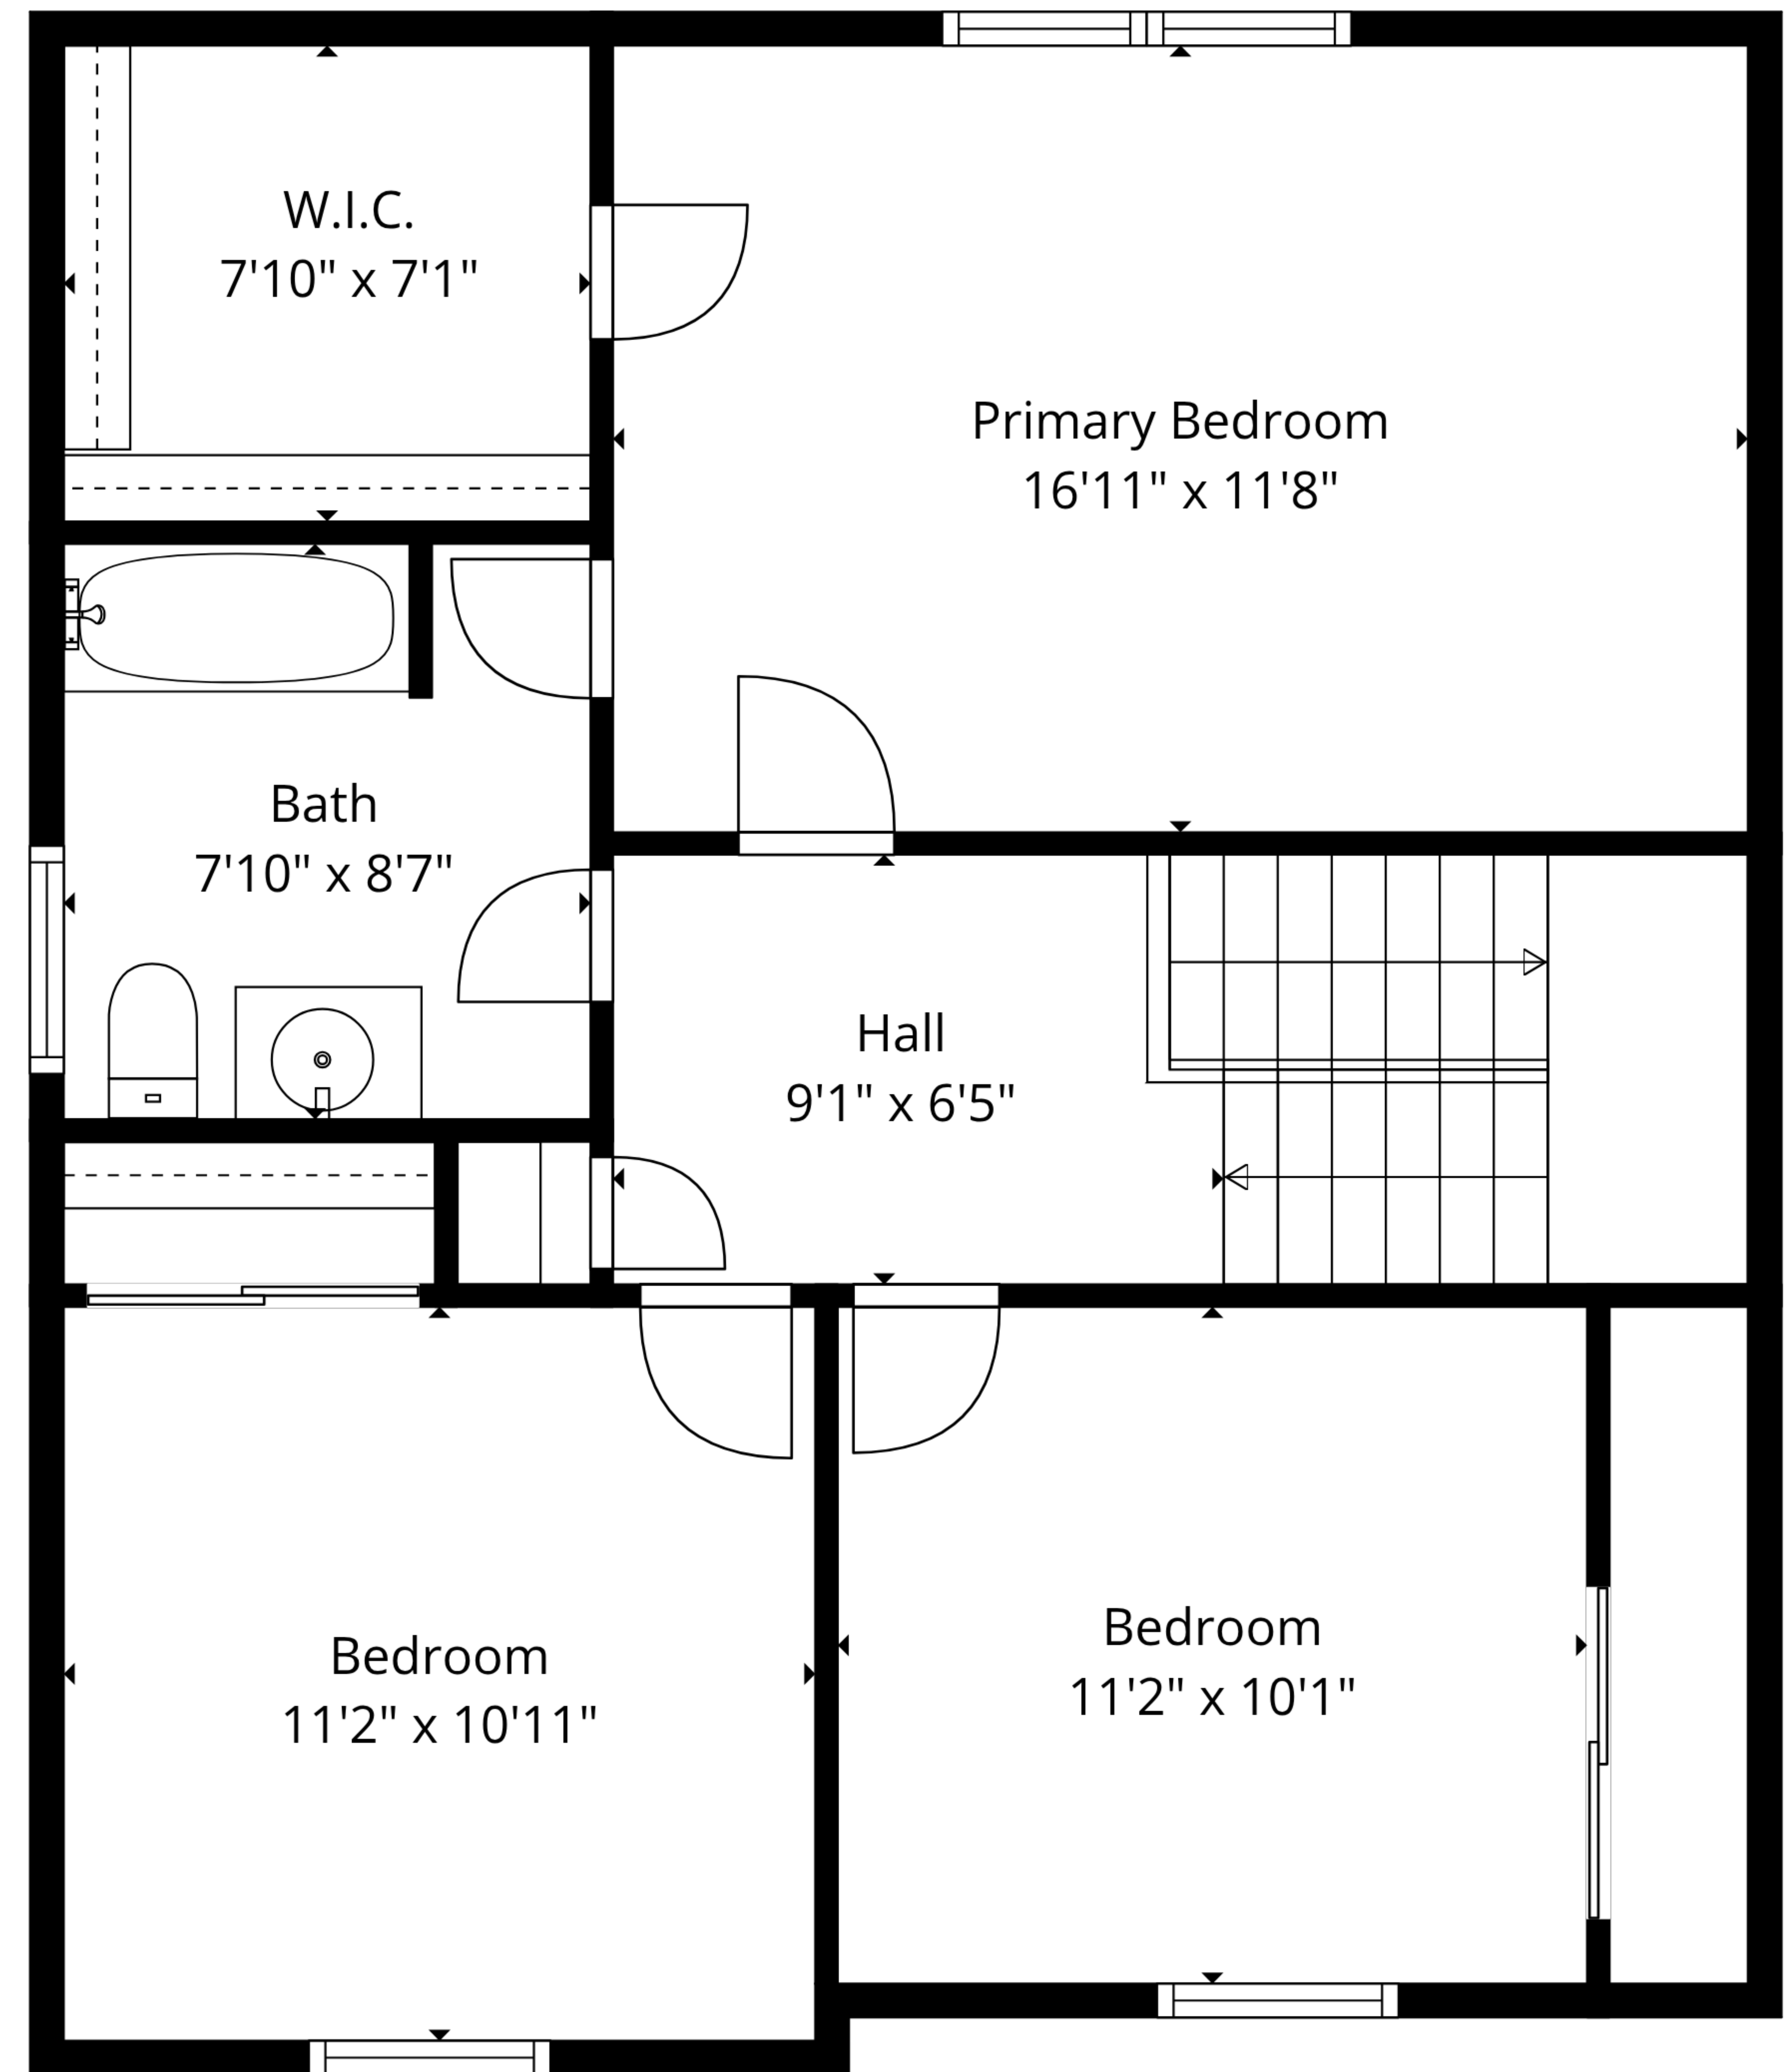 W.I.C.
7'10" x 7'1"
Primary Bedroom
16'11" x 11'8"
Bath
7'10" x 8'7"
Hall
9'1" x 6'5"
Bedroom
11'2" x 10'11"
Bedroom
11'2" x 10'1"